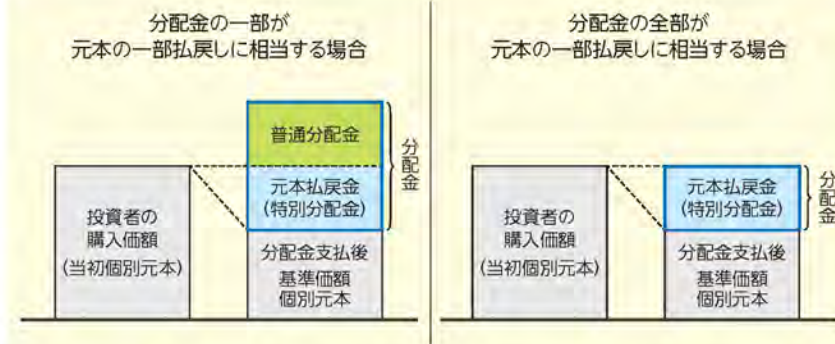 分配金の一部が
元本の一部払戻しに相当する場合
普通分配金
元本払戻金
(特別分配金)
分配金
投資者の
購入価額
(当初個別元本)
分配金支払後
基準価額
個別元本
分配金の全部が
元本の一部払戻しに相当する場合
元本払戻金
(特別分配金)
分配金
投資者の
購入価額
(当初個別元本)
分配金支払後
基準価額
個別元本